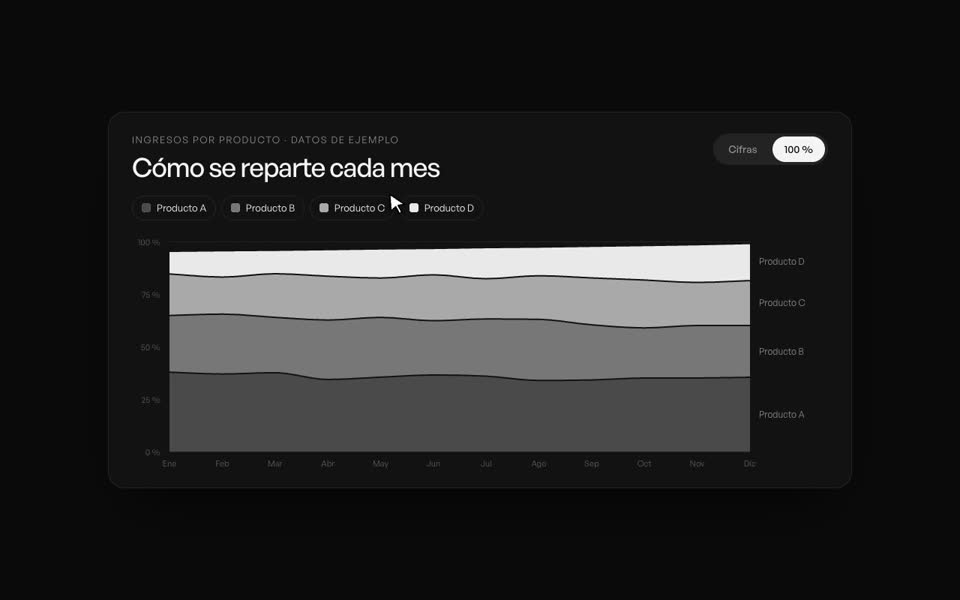 INGRESOS POR PRODUCTO · DATOS DE EJEMPLO
Cómo se reparte cada mes
Cifras
100 %
Producto A
Producto B
Producto C
Producto D
100 %
75 %
50 %
25 %
0 %
Producto D
Producto C
Producto B
Producto A
Ene
Feb
Mar
Abr
May
Jun
Jul
Ago
Sep
Oct
Nov
Dic